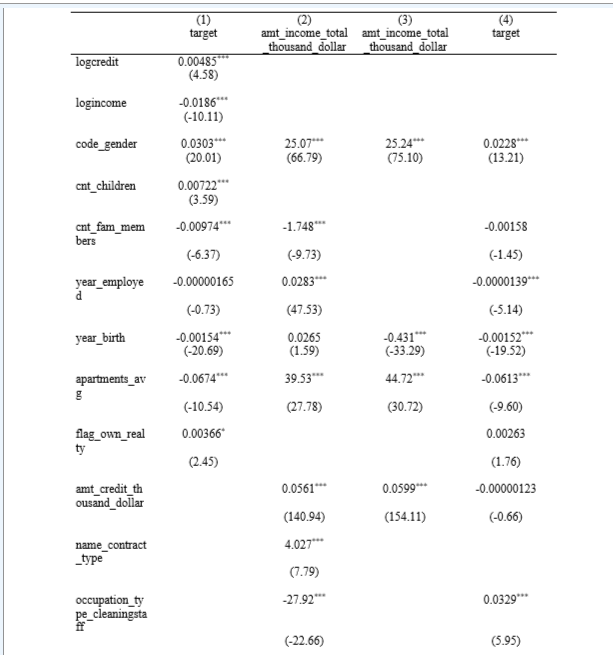 (1) (2) (3) (4)
target amt_income_total amt_income_total target
_thousand_dollar _thousand_dollar
logcredit 0.00485***
(4.58)
logincome -0.0186***
(-10.11)
code_gender 0.0303*** 25.07*** 25.24*** 0.0228***
(20.01) (66.79) (75.10) (13.21)
cnt_children 0.00722***
(3.59)
cnt_fam_mem -0.00974*** -1.748*** -0.00158
bers
(-6.37) (-9.73) (-1.45)
year_employe -0.00000165 0.0283*** -0.0000139***
d
(-0.73) (47.53) (-5.14)
year_birth -0.00154*** 0.0265 -0.431*** -0.00152***
(-20.69) (1.59) (-33.29) (-19.52)
apartments_av -0.0674*** 39.53*** 44.72*** -0.0613***
g
(-10.54) (27.78) (30.72) (-9.60)
flag_own_real 0.00366* 0.00263
ty
(2.45) (1.76)
amt_credit_th 0.0561*** 0.0599*** -0.00000123
ousand_dollar
(140.94) (154.11) (-0.66)
name_contract 4.027***
_type
(7.79)
occupation_ty -27.92*** 0.0329***
pe_cleaningsta
ff
(-22.66) (5.95)